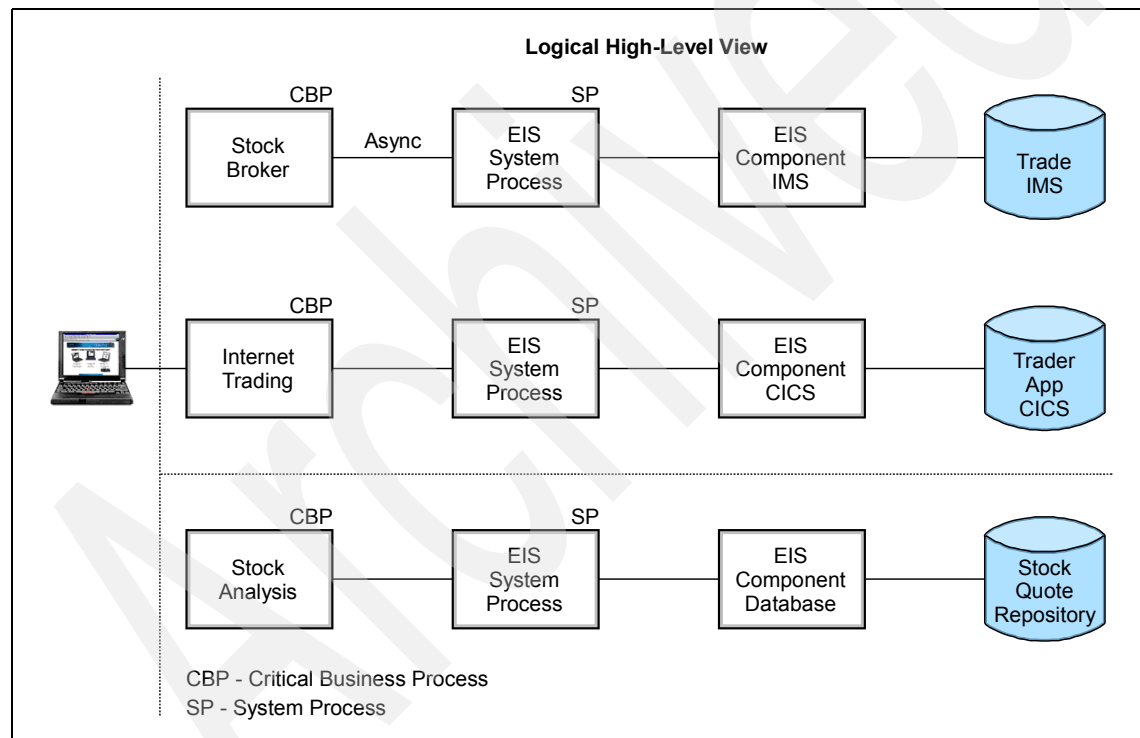 Logical High-Level View
CBP
SP
Stock
Broker
Async
EIS
System
Process
EIS
Component
IMS
Trade
IMS
CBP
SP
Internet
Trading
EIS
System
Process
EIS
Component
CICS
Trader
App
CICS
CBP
SP
Stock
Analysis
EIS
System
Process
EIS
Component
Database
Stock
Quote
Repository
CBP - Critical Business Process
SP - System Process
Archived